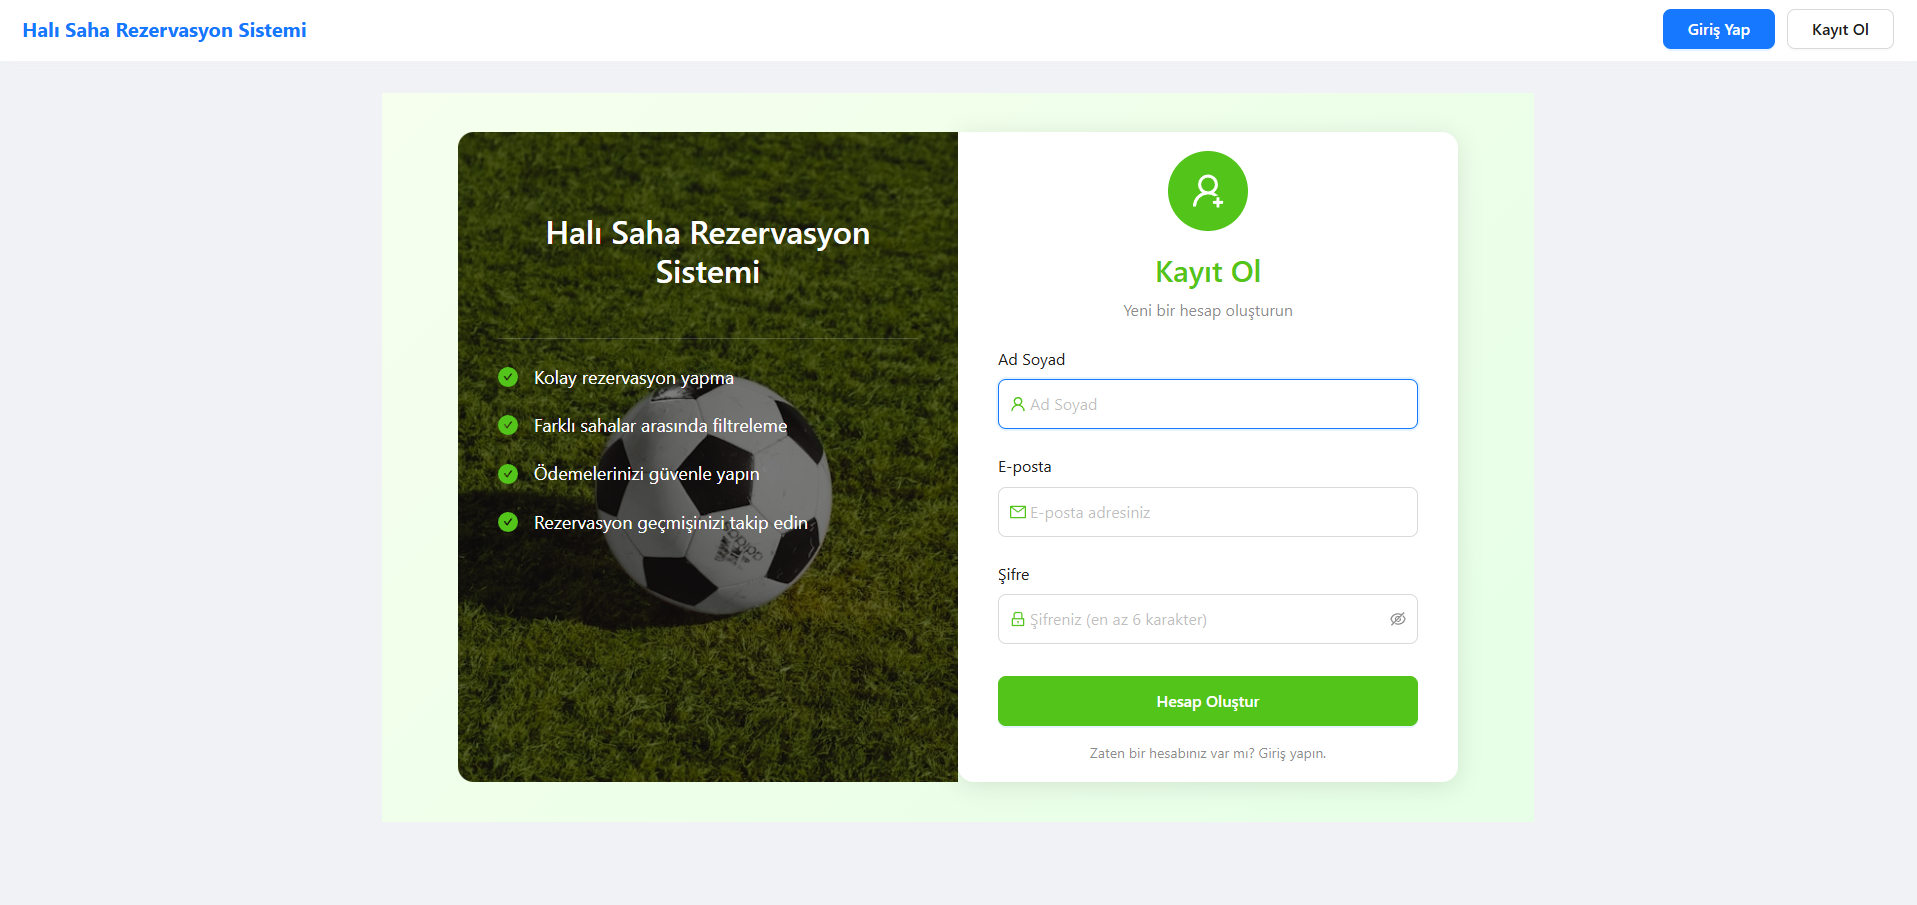 Halı Saha Rezervasyon Sistemi
Giriş Yap
Kayıt Ol
Halı Saha Rezervasyon
Sistemi
Kolay rezervasyon yapma
Farklı sahalar arasında filtreleme
Ödemelerinizi güvenle yapın
Rezervasyon geçmişinizi takip edin
Kayıt Ol
Yeni bir hesap oluşturun
Ad Soyad
Ad Soyad
E-posta
E-posta adresiniz
Şifre
Şifreniz (en az 6 karakter)
Hesap Oluştur
Zaten bir hesabınız var mı? Giriş yapın.